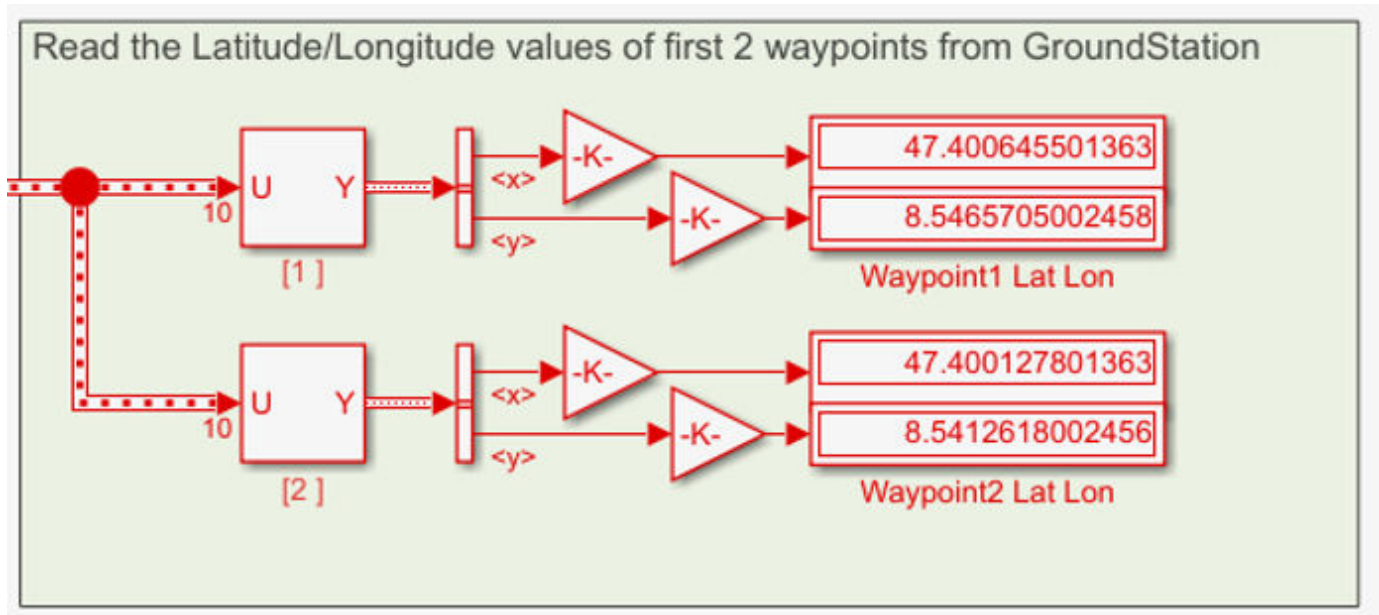 Read the Latitude/Longitude values of first 2 waypoints from GroundStation
10
U Y
[1 ]
<x>
<y>
-K-
-K-
47.400645501363
8.5465705002458
Waypoint1 Lat Lon
10
U Y
[2 ]
<x>
<y>
-K-
-K-
47.400127801363
8.5412618002456
Waypoint2 Lat Lon